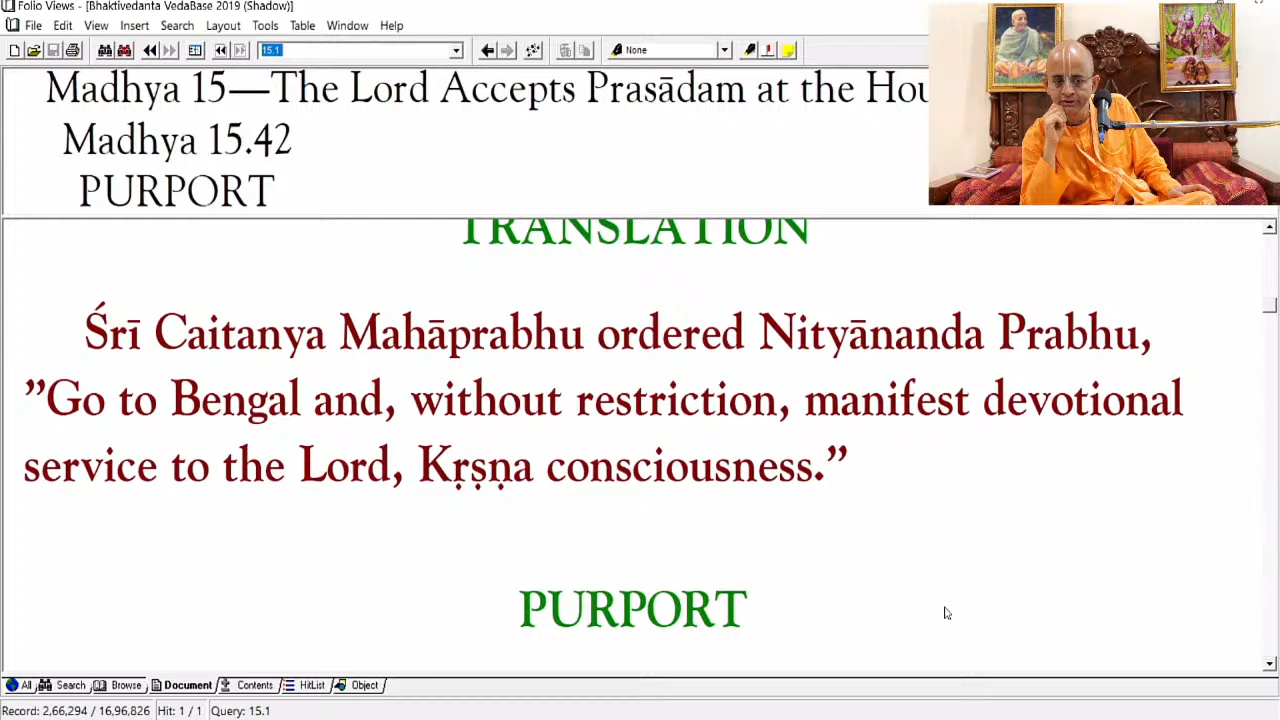 Folio Views - [Bhaktivedanta VedaBase 2019 (Shadow)]
File Edit View Insert Search Layout Tools Table Window Help
15.1 None
Madhya 15—The Lord Accepts Prasādam at the Hou
Madhya 15.42
PURPORT
TRANSLATION
Śrī Caitanya Mahāprabhu ordered Nityānanda Prabhu,
”Go to Bengal and, without restriction, manifest devotional
service to the Lord, Kṛṣṇa consciousness.”
PURPORT
All Search Browse Document Contents HitList Object
Record: 2,66,294 / 16,96,826 Hit: 1 / 1 Query: 15.1